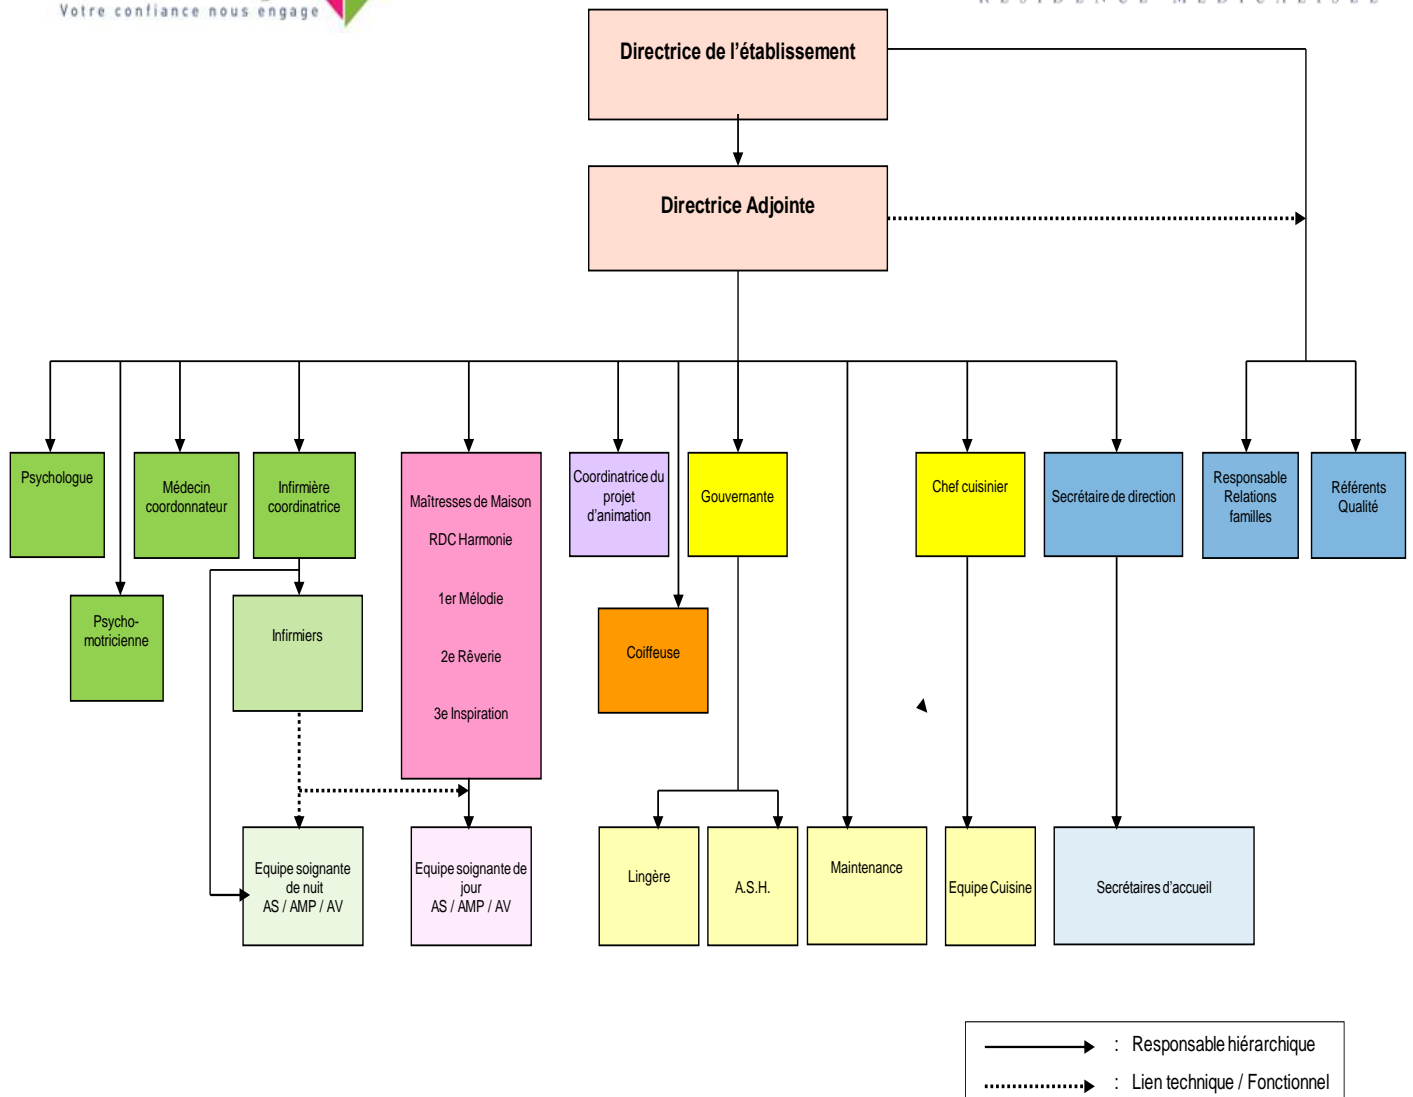 Votre confiance nous engage
RÉSIDENCE MÉDICALISÉE
Directrice de l'établissement
Directrice Adjointe
Psychologue
Médecin
coordonnateur
Infirmière
coordinatrice
Maîtresses de Maison
RDC Harmonie
1er Mélodie
2e Rêverie
3e Inspiration
Coordinatrice du
projet
d'animation
Gouvernante
Chef cuisinier
Secrétaire de direction
Responsable
Relations
familles
Référents
Qualité
Psycho-
motricienne
Infirmiers
Coiffeuse
Equipe soignante
de nuit
AS / AMP / AV
Equipe soignante de
jour
AS / AMP / AV
Lingère
A.S.H.
Maintenance
Equipe Cuisine
Secrétaires d'accueil
: Responsable hiérarchique
: Lien technique / Fonctionnel